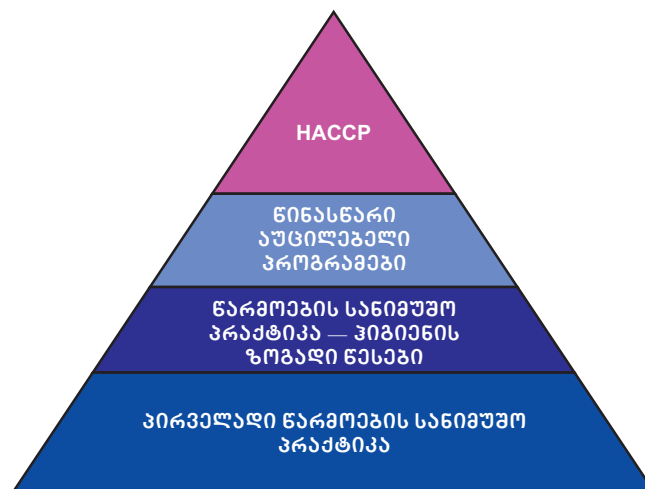 HACCP
წინასწარი
აუცილებელი
პროგრამები
წარმოების სანიმუშო
პრაქტიკა — ჰიგიენის
ზოგადი წესები
პირველადი წარმოების სანიმუშო
პრაქტიკა